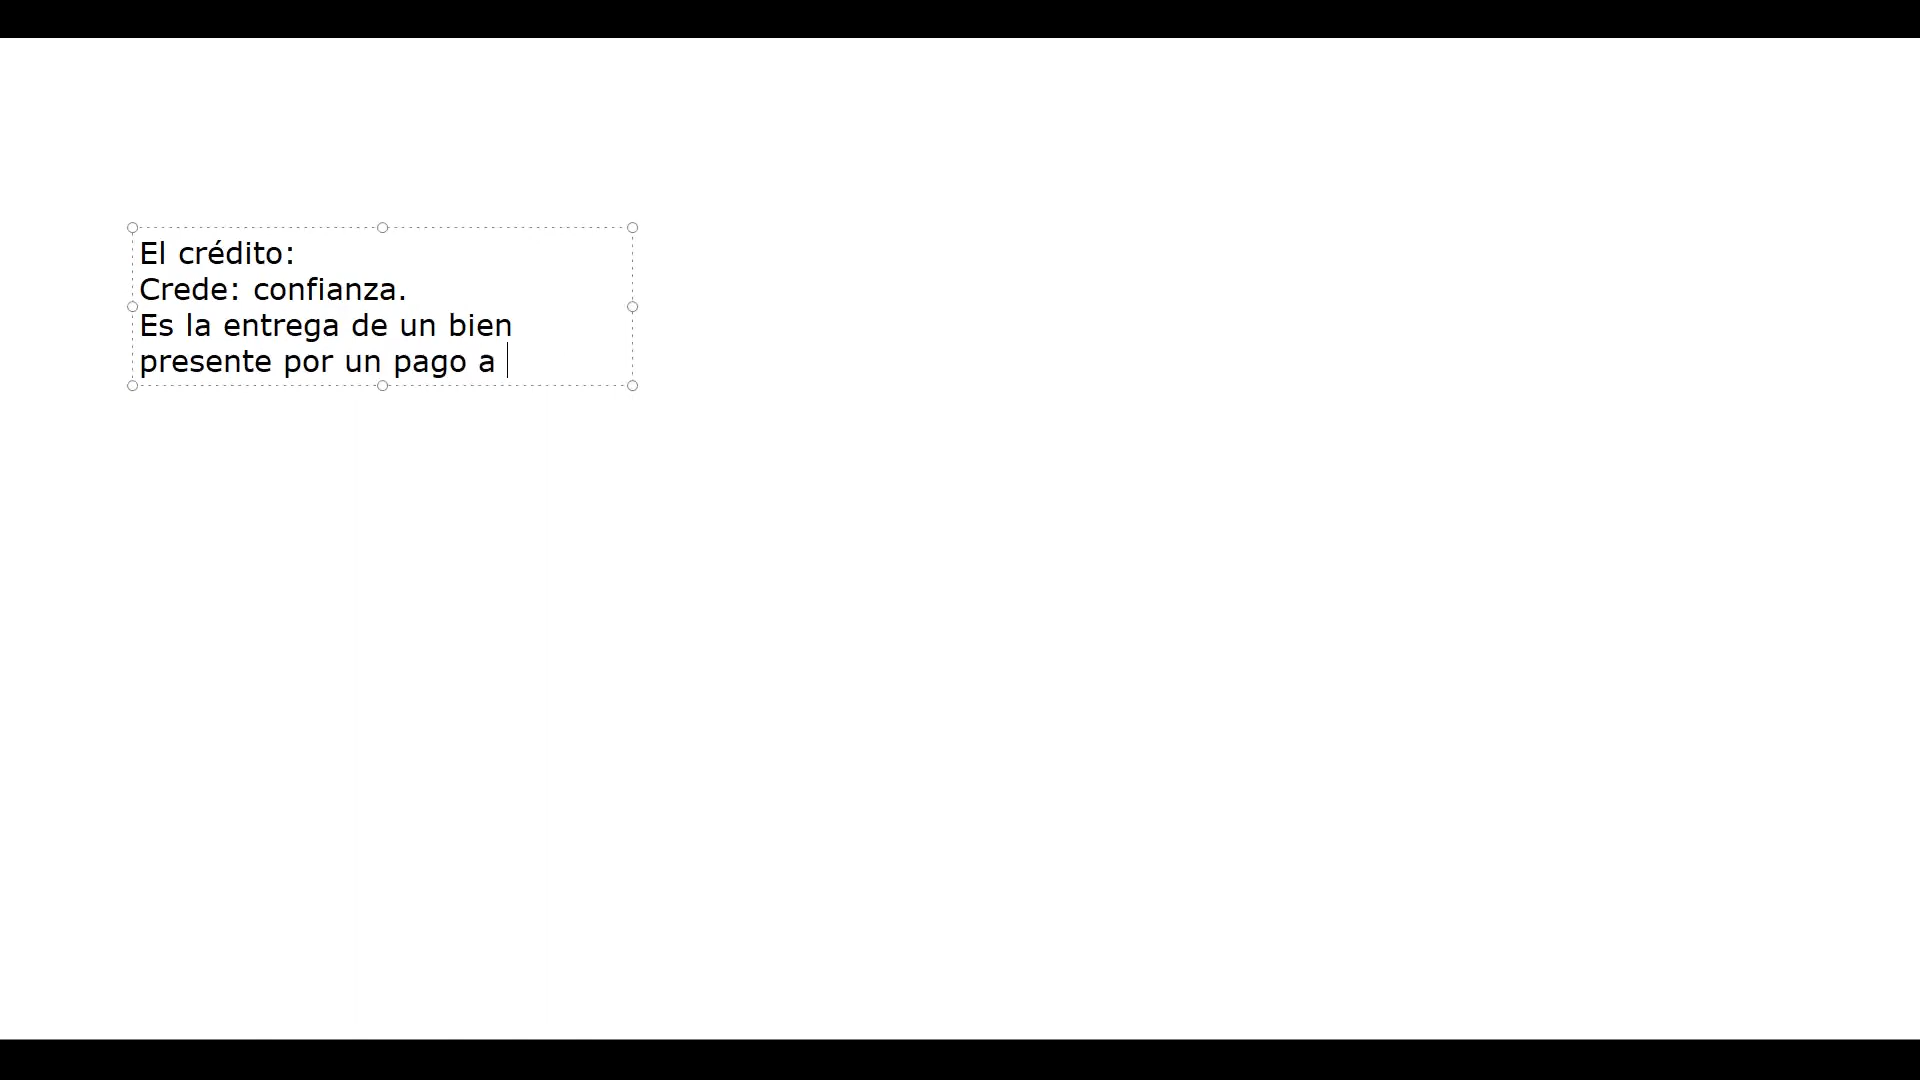 El crédito:
Crede: confianza.
Es la entrega de un bien
presente por un pago a